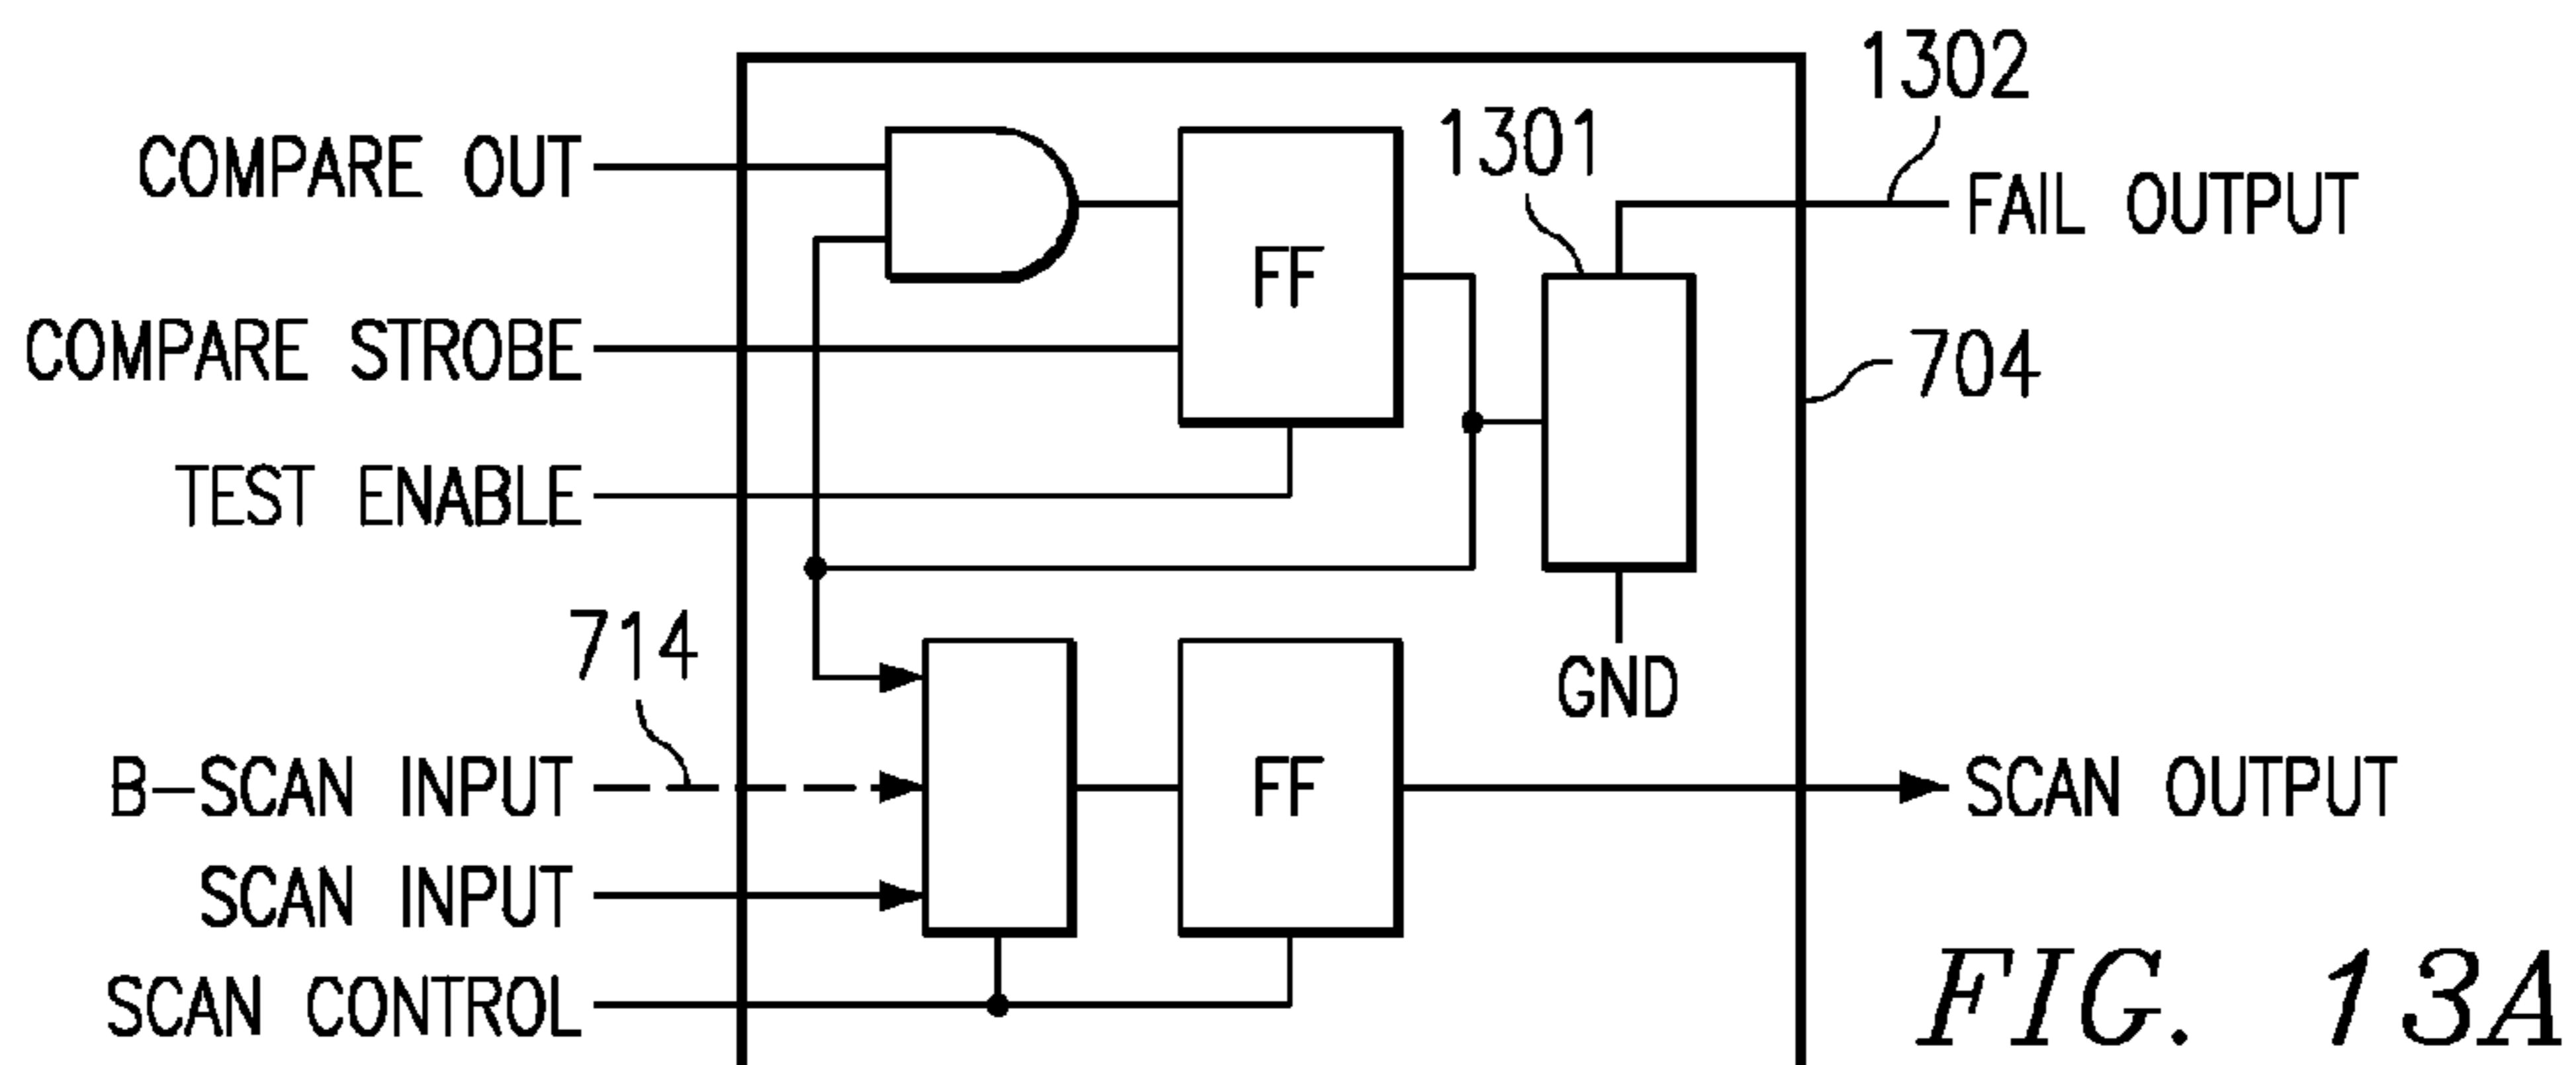 1302
COMPARE OUT
1301
FAIL OUTPUT
FF
COMPARE STROBE
704
TEST ENABLE
714
GND
B-SCAN INPUT
FF
SCAN OUTPUT
SCAN INPUT
SCAN CONTROL
FIG. 13A